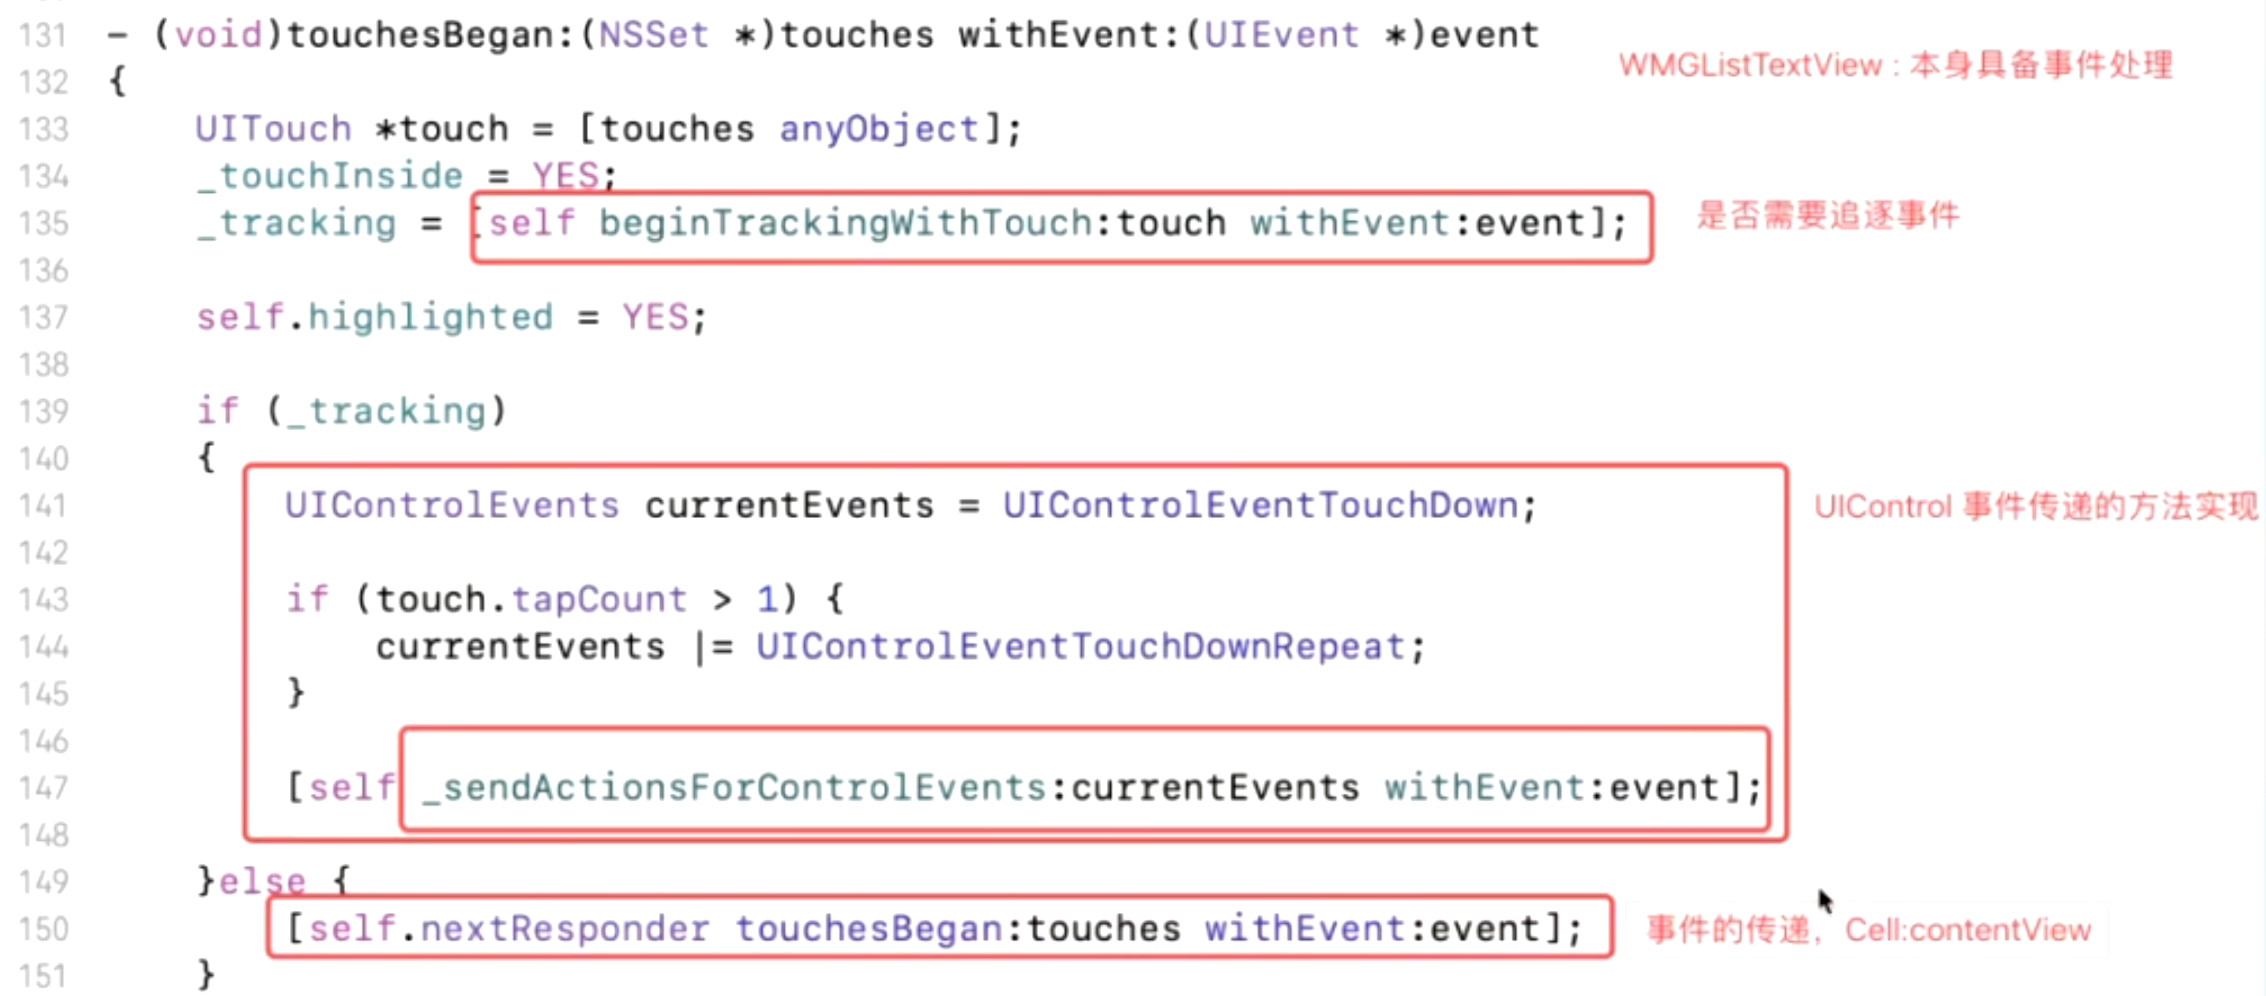 131 - (void)touchesBegan:(NSSet *)touches withEvent:(UIEvent *)event
WMGListTextView : 本身具备事件处理
132 {
133 UITouch *touch = [touches anyObject];
134 _touchInside = YES;
135 _tracking = [self beginTrackingWithTouch:touch withEvent:event];
是否需要追逐事件
136
137 self.highlighted = YES;
138
139 if (_tracking)
140 {
141 UIControlEvents currentEvents = UIControlEventTouchDown;
UIControl 事件传递的方法实现
142
143 if (touch.tapCount > 1) {
144 currentEvents |= UIControlEventTouchDownRepeat;
145 }
146
147 [self _sendActionsForControlEvents:currentEvents withEvent:event];
148
149 }else {
150 [self.nextResponder touchesBegan:touches withEvent:event];
事件的传递，Cell:contentView
151 }